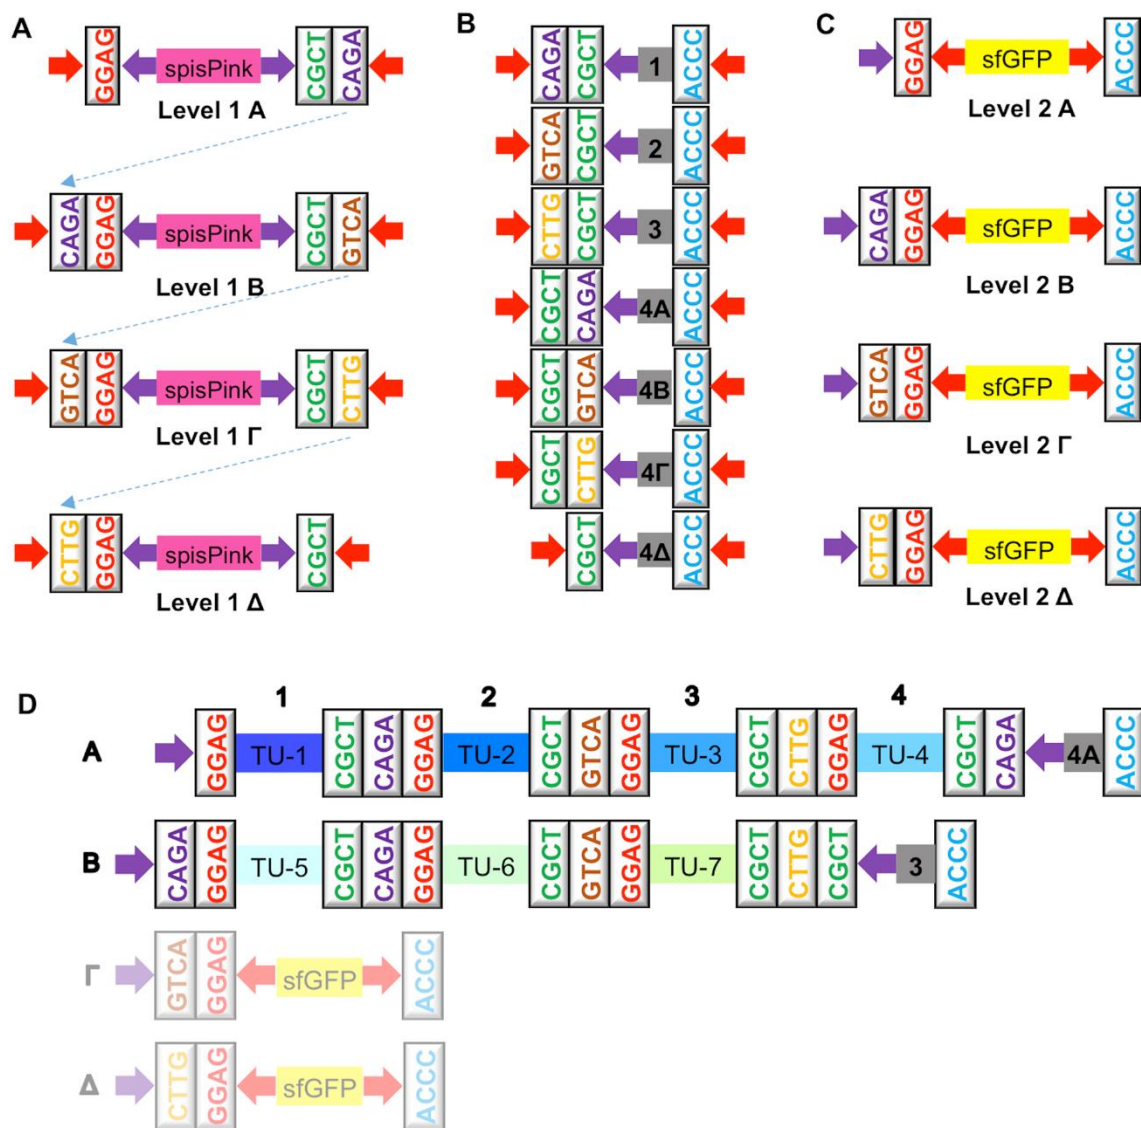 A
GGAG spisPink CGCT CAGA
Level 1 A
CAGA GGAG spisPink CGCT GTCA
Level 1 B
GTCA GGAG spisPink CGCT CTTG
Level 1 Γ
CTTG GGAG spisPink CGCT
Level 1 Δ
B
CAGA CGCT 1 ACCC
GTCA CGCT 2 ACCC
CTTG CGCT 3 ACCC
CGCT CAGA 4A ACCC
CGCT GTCA 4B ACCC
CGCT CTTG 4Γ ACCC
CGCT 4Δ ACCC
C
GGAG sfGFP ACCC
Level 2 A
CAGA GGAG sfGFP ACCC
Level 2 B
GTCA GGAG sfGFP ACCC
Level 2 Γ
CTTG GGAG sfGFP ACCC
Level 2 Δ
D
1 2 3 4
A GGAG TU-1 CGCT CAGA GGAG TU-2 CGCT GTCA GGAG TU-3 CGCT CTTG GGAG TU-4 CGCT CAGA 4A ACCC
B CAGA GGAG TU-5 CGCT CAGA GGAG TU-6 CGCT GTCA GGAG TU-7 CGCT CTTG CGCT 3 ACCC
Γ GTCA GGAG sfGFP ACCC
Δ CTTG GGAG sfGFP ACCC